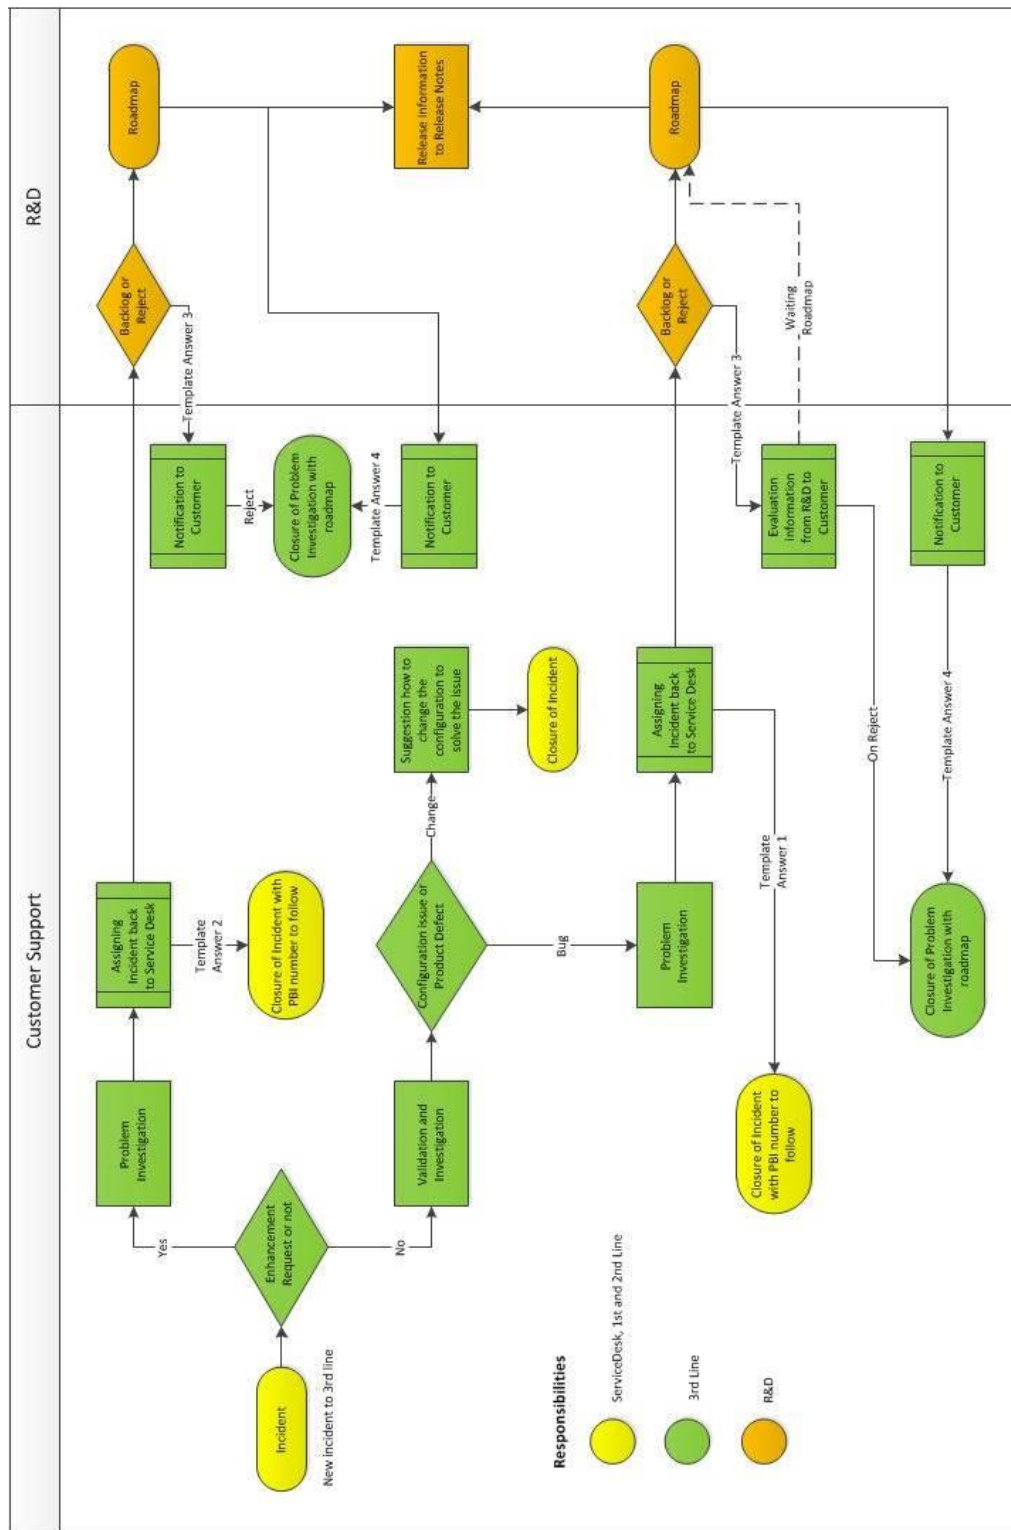 Customer Support
R&D
Incident
New incident to 3rd line
Enhancement
Request or not
Yes
No
Problem
Investigation
Assigning
Incident back
to Service Desk
Template
Answer 2
Closure of Incident with
PBI number to follow
Backlog or
Reject
Template Answer 3
Roadmap
Notification to
Customer
Reject
Closure of Problem
Investigation with
roadmap
Template Answer 4
Notification to
Customer
Release Information
to Release Notes
Validation and
Investigation
Configuration issue or
Product Defect
Change
Suggestion how to
change the
configuration to
solve the issue
Closure of Incident
Bug
Problem
Investigation
Assigning
Incident back
to Service Desk
Template
Answer 1
Closure of Incident
with PBI number to
follow
Backlog or
Reject
Template Answer 3
Roadmap
Waiting
Roadmap
Evaluation
information
from R&D to
Customer
On Reject
Notification to
Customer
Template Answer 4
Closure of Problem
Investigation with
roadmap
Responsibilities
ServiceDesk, 1st and 2nd Line
3rd Line
R&D